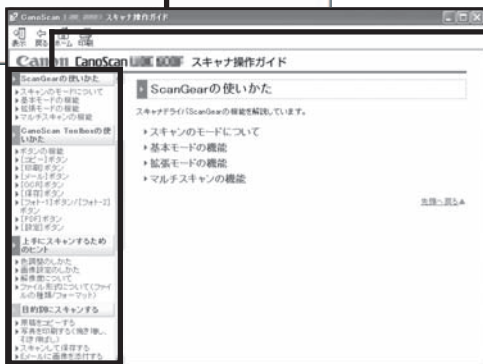 CanoScan LiDE 500F スキャナ操作ガイド
表示 戻る ホーム 印刷
Canon CanoScan LiDE 500F スキャナ操作ガイド
ScanGearの使いかた
スキャンのモードについて
基本モードの機能
拡張モードの機能
マルチスキャンの機能
CanoScan Toolboxの使
いかた
ボタンの機能
[コピー]ボタン
[印刷]ボタン
[メール]ボタン
[OCR]ボタン
[保存]ボタン
[フォト-1]ボタン/[フォト-2]
ボタン
[PDF]ボタン
[設定]ボタン
上手にスキャンするため
のヒント
色調整のしかた
画像設定のしかた
解像度について
ファイル形式について(ファイ
ルの種類/フォーマット)
目的別にスキャンする
原稿をコピーする
写真を印刷する(焼き増し、
引き伸ばし)
スキャンして保存する
Eメールに画像を添付する
ScanGearの使いかた
スキャナドライバScanGearの機能を解説しています。
スキャンのモードについて
基本モードの機能
拡張モードの機能
マルチスキャンの機能
先頭へ戻る▲